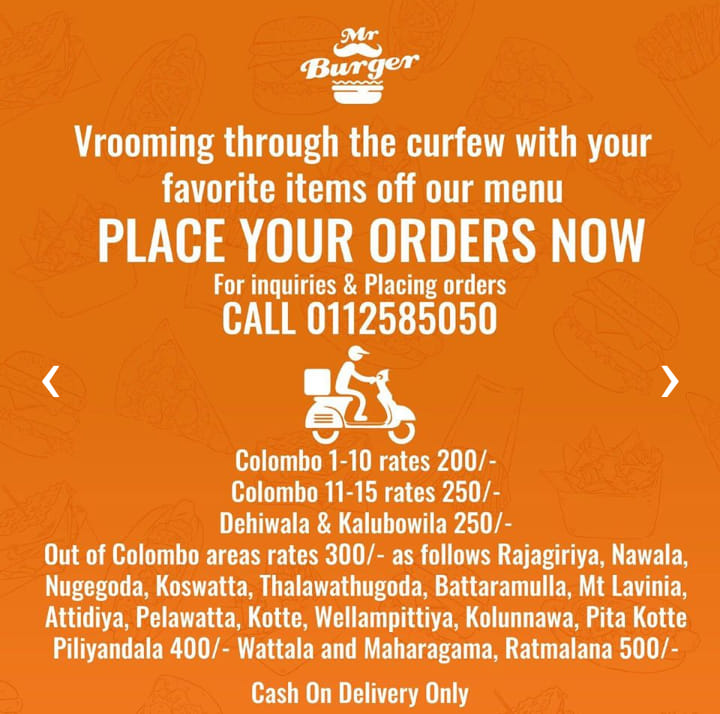 Mr
Burger
Vrooming through the curfew with your
favorite items off our menu
PLACE YOUR ORDERS NOW
For inquiries & Placing orders
CALL 0112585050
Colombo 1-10 rates 200/-
Colombo 11-15 rates 250/-
Dehiwala & Kalubowila 250/-
Out of Colombo areas rates 300/- as follows Rajagiriya, Nawala,
Nugegoda, Koswatta, Thalawathugoda, Battaramulla, Mt Lavinia,
Attidiya, Pelawatta, Kotte, Wellampittiya, Kolunnawa, Pita Kotte
Piliyandala 400/- Wattala and Maharagama, Ratmalana 500/-
Cash On Delivery Only